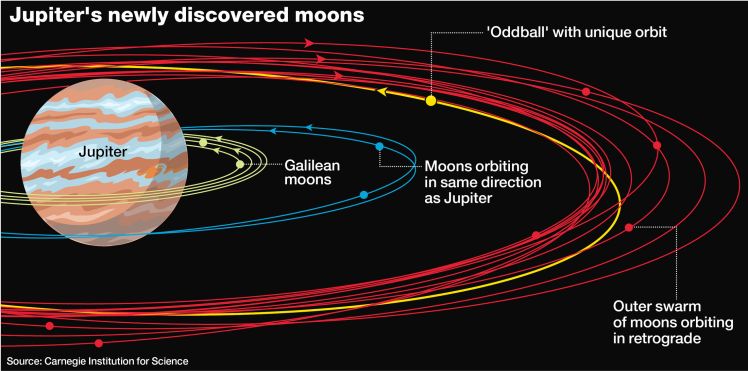 Jupiter's newly discovered moons
'Oddball' with unique orbit
Jupiter
Galilean
moons
Moons orbiting
in same direction
as Jupiter
Outer swarm
of moons orbiting
in retrograde
Source: Carnegie Institution for Science